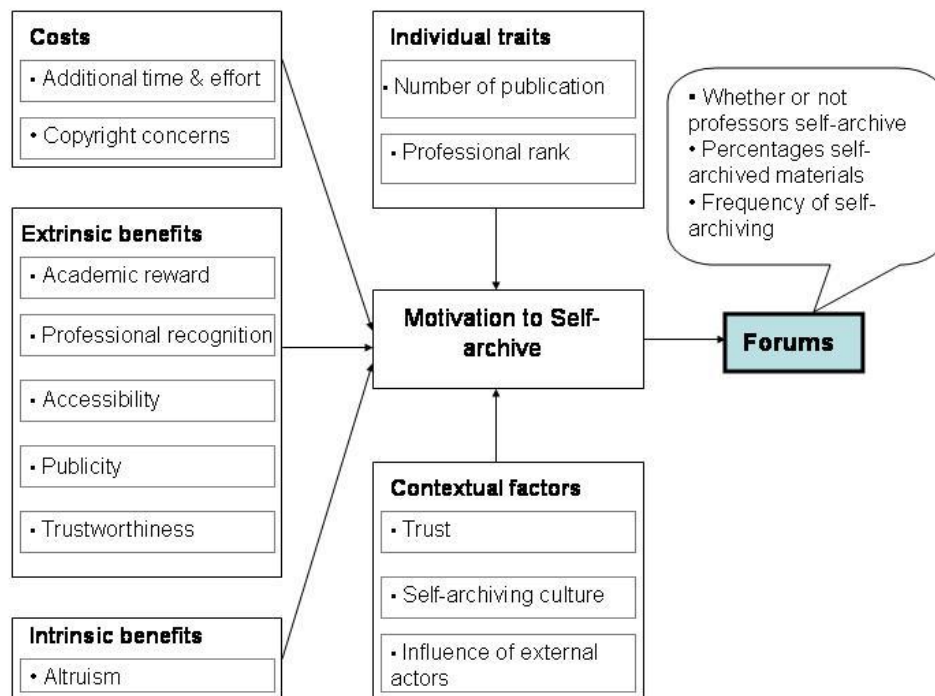 Costs
▪ Additional time & effort
• Copyright concerns
Extrinsic benefits
▪ Academic reward
▪ Professional recognition
▪ Accessibility
▪ Publicity
▪ Trustworthiness
Intrinsic benefits
• Altruism
Individual traits
▪ Number of publication
▪ Professional rank
Motivation to Self-
archive
Contextual factors
▪ Trust
▪ Self-archiving culture
▪ Influence of external
actors
▪ Whether or not
professors self-archive
• Percentages self-
archived materials
• Frequency of self-
archiving
Forums